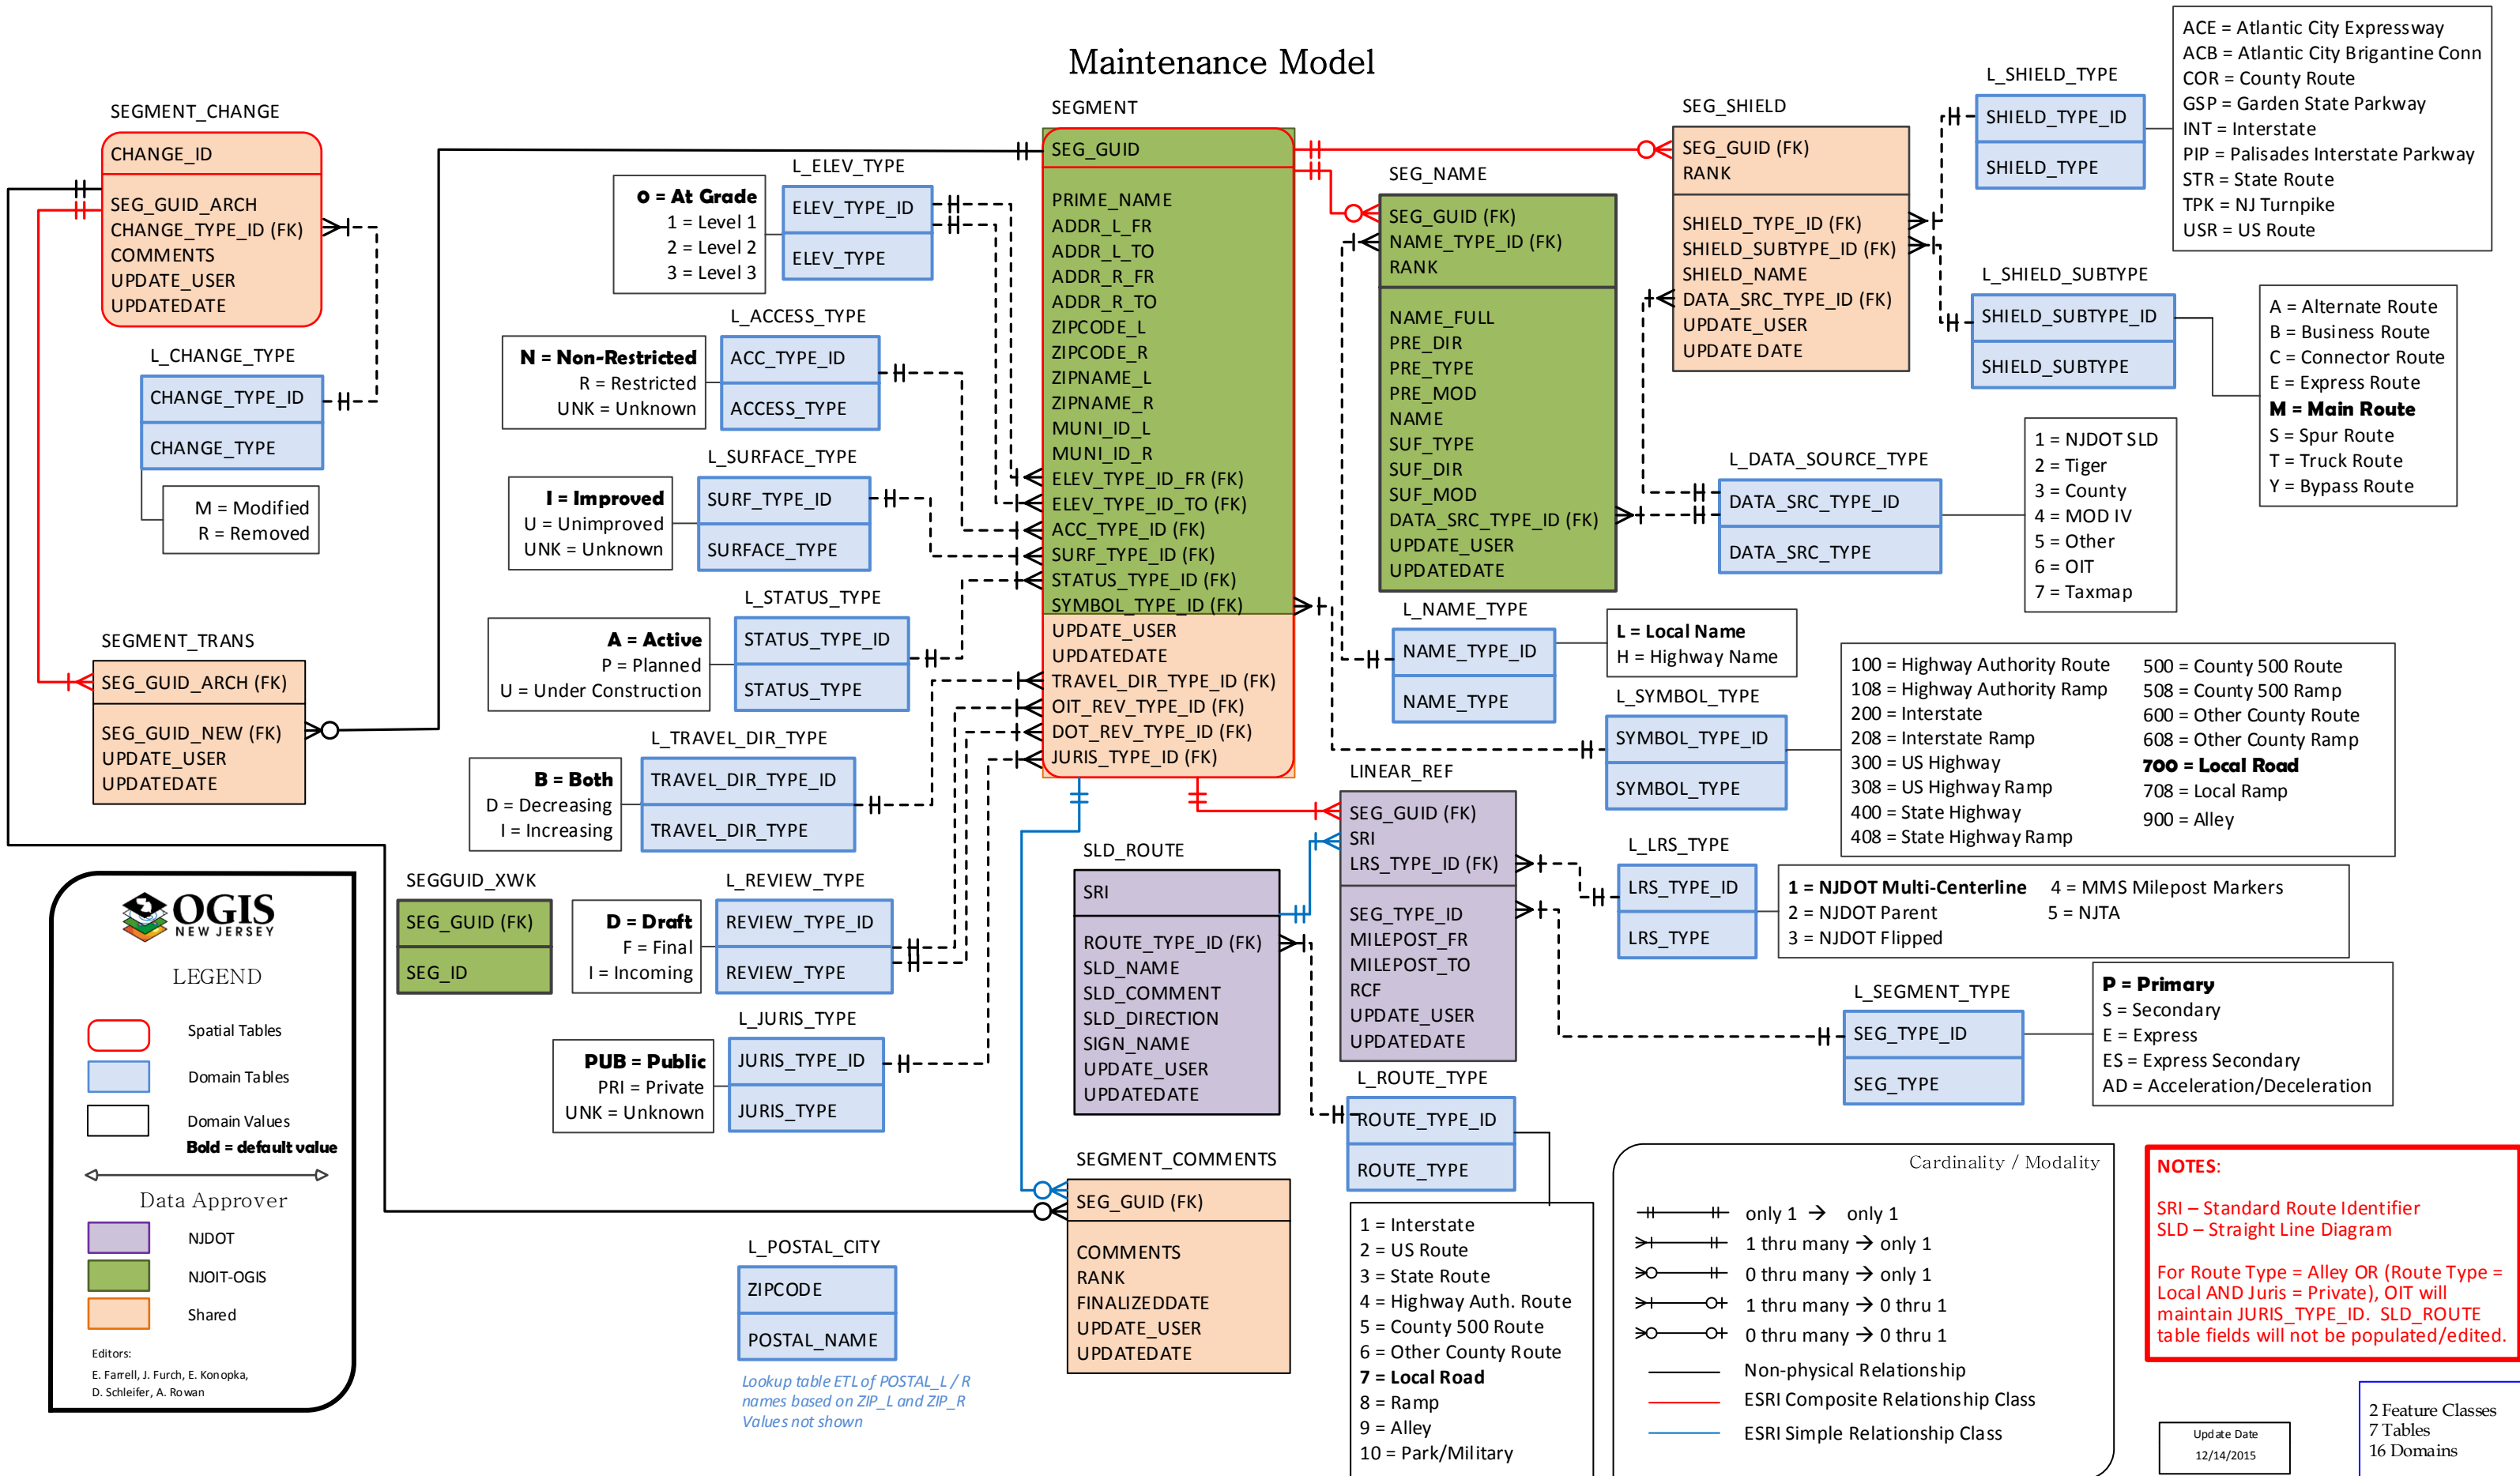 Maintenance Model
SEGMENT_CHANGE
CHANGE_ID
SEG_GUID_ARCH
CHANGE_TYPE_ID (FK)
COMMENTS
UPDATE_USER
UPDATEDATE
L_CHANGE_TYPE
CHANGE_TYPE_ID
CHANGE_TYPE
M = Modified
R = Removed
SEGMENT_TRANS
SEG_GUID_ARCH (FK)
SEG_GUID_NEW (FK)
UPDATE_USER
UPDATEDATE
L_ELEV_TYPE
0 = At Grade
1 = Level 1
2 = Level 2
3 = Level 3
ELEV_TYPE_ID
ELEV_TYPE
L_ACCESS_TYPE
N = Non-Restricted
R = Restricted
UNK = Unknown
ACC_TYPE_ID
ACCESS_TYPE
L_SURFACE_TYPE
I = Improved
U = Unimproved
UNK = Unknown
SURF_TYPE_ID
SURFACE_TYPE
L_STATUS_TYPE
A = Active
P = Planned
U = Under Construction
STATUS_TYPE_ID
STATUS_TYPE
L_TRAVEL_DIR_TYPE
B = Both
D = Decreasing
I = Increasing
TRAVEL_DIR_TYPE_ID
TRAVEL_DIR_TYPE
SEGGUID_XWK
SEG_GUID (FK)
SEG_ID
L_REVIEW_TYPE
D = Draft
F = Final
I = Incoming
REVIEW_TYPE_ID
REVIEW_TYPE
L_JURIS_TYPE
PUB = Public
PRI = Private
UNK = Unknown
JURIS_TYPE_ID
JURIS_TYPE
L_POSTAL_CITY
ZIPCODE
POSTAL_NAME
Lookup table ETL of POSTAL_L / R
names based on ZIP_L and ZIP_R
Values not shown
SEGMENT
SEG_GUID
PRIME_NAME
ADDR_L_FR
ADDR_L_TO
ADDR_R_FR
ADDR_R_TO
ZIPCODE_L
ZIPCODE_R
ZIPNAME_L
ZIPNAME_R
MUNI_ID_L
MUNI_ID_R
ELEV_TYPE_ID_FR (FK)
ELEV_TYPE_ID_TO (FK)
ACC_TYPE_ID (FK)
SURF_TYPE_ID (FK)
STATUS_TYPE_ID (FK)
SYMBOL_TYPE_ID (FK)
UPDATE_USER
UPDATEDATE
TRAVEL_DIR_TYPE_ID (FK)
OIT_REV_TYPE_ID (FK)
DOT_REV_TYPE_ID (FK)
JURIS_TYPE_ID (FK)
SLD_ROUTE
SRI
ROUTE_TYPE_ID (FK)
SLD_NAME
SLD_COMMENT
SLD_DIRECTION
SIGN_NAME
UPDATE_USER
UPDATEDATE
SEGMENT_COMMENTS
SEG_GUID (FK)
COMMENTS
RANK
FINALIZEDDATE
UPDATE_USER
UPDATEDATE
SEG_NAME
SEG_GUID (FK)
NAME_TYPE_ID (FK)
RANK
NAME_FULL
PRE_DIR
PRE_TYPE
PRE_MOD
NAME
SUF_TYPE
SUF_DIR
SUF_MOD
DATA_SRC_TYPE_ID (FK)
UPDATE_USER
UPDATEDATE
L_NAME_TYPE
NAME_TYPE_ID
NAME_TYPE
L = Local Name
H = Highway Name
LINEAR_REF
SEG_GUID (FK)
SRI
LRS_TYPE_ID (FK)
SEG_TYPE_ID
MILEPOST_FR
MILEPOST_TO
RCF
UPDATE_USER
UPDATEDATE
L_ROUTE_TYPE
ROUTE_TYPE_ID
ROUTE_TYPE
1 = Interstate
2 = US Route
3 = State Route
4 = Highway Auth. Route
5 = County 500 Route
6 = Other County Route
7 = Local Road
8 = Ramp
9 = Alley
10 = Park/Military
SEG_SHIELD
SEG_GUID (FK)
RANK
SHIELD_TYPE_ID (FK)
SHIELD_SUBTYPE_ID (FK)
SHIELD_NAME
DATA_SRC_TYPE_ID (FK)
UPDATE_USER
UPDATE DATE
L_SHIELD_TYPE
SHIELD_TYPE_ID
SHIELD_TYPE
ACE = Atlantic City Expressway
ACB = Atlantic City Brigantine Conn
COR = County Route
GSP = Garden State Parkway
INT = Interstate
PIP = Palisades Interstate Parkway
STR = State Route
TPK = NJ Turnpike
USR = US Route
L_SHIELD_SUBTYPE
SHIELD_SUBTYPE_ID
SHIELD_SUBTYPE
A = Alternate Route
B = Business Route
C = Connector Route
E = Express Route
M = Main Route
S = Spur Route
T = Truck Route
Y = Bypass Route
L_DATA_SOURCE_TYPE
DATA_SRC_TYPE_ID
DATA_SRC_TYPE
1 = NJDOT SLD
2 = Tiger
3 = County
4 = MOD IV
5 = Other
6 = OIT
7 = Taxmap
L_SYMBOL_TYPE
SYMBOL_TYPE_ID
SYMBOL_TYPE
100 = Highway Authority Route
108 = Highway Authority Ramp
200 = Interstate
208 = Interstate Ramp
300 = US Highway
308 = US Highway Ramp
400 = State Highway
408 = State Highway Ramp
500 = County 500 Route
508 = County 500 Ramp
600 = Other County Route
608 = Other County Ramp
700 = Local Road
708 = Local Ramp
900 = Alley
L_LRS_TYPE
LRS_TYPE_ID
LRS_TYPE
1 = NJDOT Multi-Centerline
2 = NJDOT Parent
3 = NJDOT Flipped
4 = MMS Milepost Markers
5 = NJTA
L_SEGMENT_TYPE
SEG_TYPE_ID
SEG_TYPE
P = Primary
S = Secondary
E = Express
ES = Express Secondary
AD = Acceleration/Deceleration
OGIS
NEW JERSEY
LEGEND
Spatial Tables
Domain Tables
Domain Values
Bold = default value
Data Approver
NJDOT
NJOIT-OGIS
Shared
Editors:
E. Farrell, J. Furch, E. Konopka,
D. Schleifer, A. Rowan
Cardinality / Modality
only 1 → only 1
1 thru many → only 1
0 thru many → only 1
1 thru many → 0 thru 1
0 thru many → 0 thru 1
Non-physical Relationship
ESRI Composite Relationship Class
ESRI Simple Relationship Class
NOTES:
SRI – Standard Route Identifier
SLD – Straight Line Diagram
For Route Type = Alley OR (Route Type =
Local AND Juris = Private), OIT will
maintain JURIS_TYPE_ID. SLD_ROUTE
table fields will not be populated/edited.
Update Date
12/14/2015
2 Feature Classes
7 Tables
16 Domains